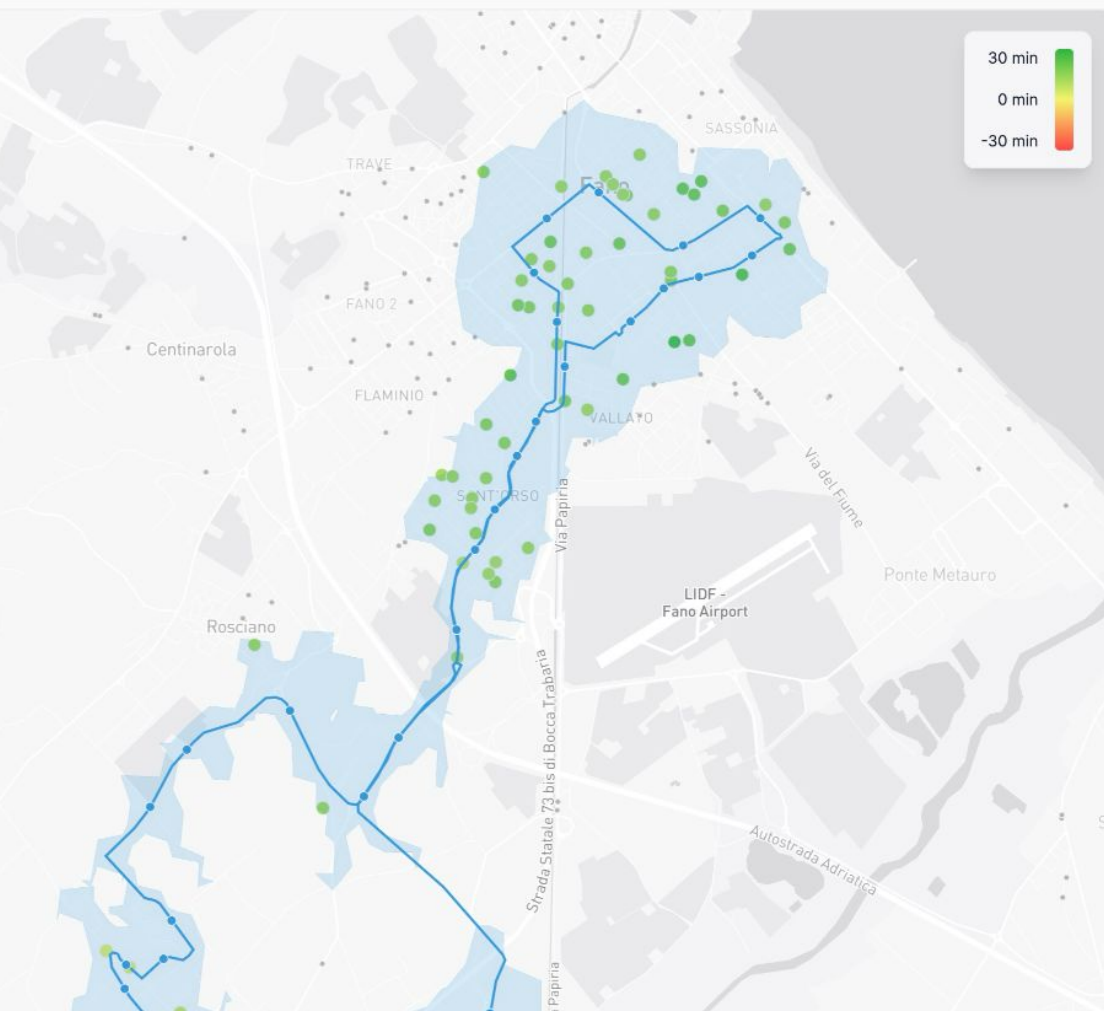 30 min
0 min
-30 min
SASSONIA
TRAVE
Fano
FANO 2
Centinarola
FLAMINIO
VALLATO
Via del Fiume
SANT'ORSO
Via Papiria
Ponte Metauro
LIDF -
Fano Airport
Rosciano
Strada Statale 73 bis di Bocca Trabaria
Autostrada Adriatica
Papiria